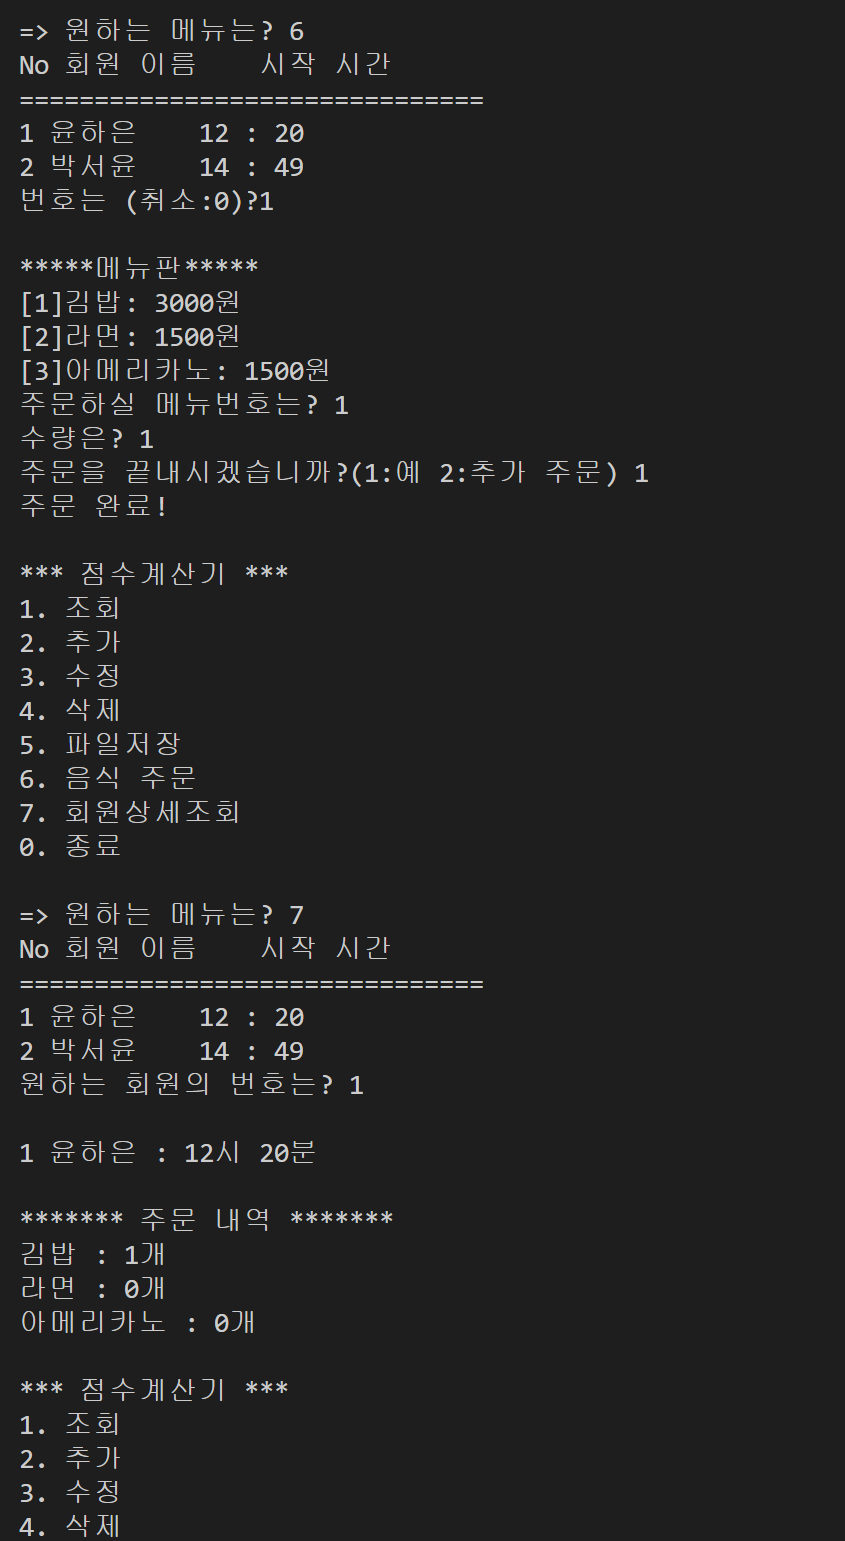 => 원하는 메뉴는? 6
No 회원 이름    시작 시간
===============================
1 윤하은    12 : 20
2 박서윤    14 : 49
번호는 (취소:0)?1

*****메뉴판*****
[1]김밥: 3000원
[2]라면: 1500원
[3]아메리카노: 1500원
주문하실 메뉴번호는? 1
수량은? 1
주문을 끝내시겠습니까?(1:예 2:추가 주문) 1
주문 완료!

*** 점수계산기 ***
1. 조회
2. 추가
3. 수정
4. 삭제
5. 파일저장
6. 음식 주문
7. 회원상세조회
0. 종료

=> 원하는 메뉴는? 7
No 회원 이름    시작 시간
===============================
1 윤하은    12 : 20
2 박서윤    14 : 49
원하는 회원의 번호는? 1

1 윤하은 : 12시 20분

******* 주문 내역 *******
김밥 : 1개
라면 : 0개
아메리카노 : 0개

*** 점수계산기 ***
1. 조회
2. 추가
3. 수정
4. 삭제